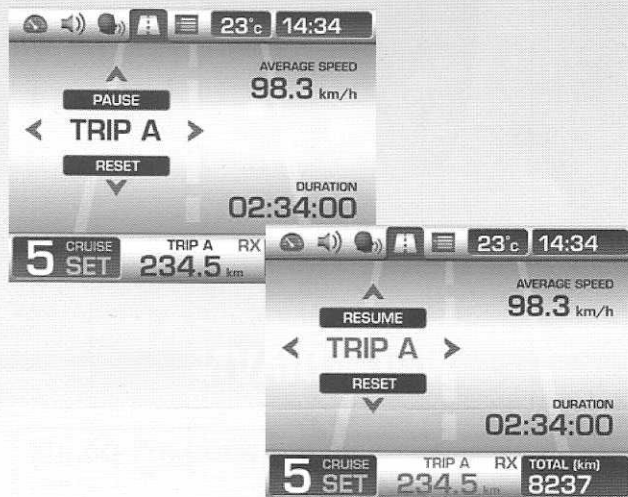 23°c 14:34
AVERAGE SPEED
98.3 km/h
PAUSE
TRIP A
RESET
DURATION
02:34:00
5 CRUISE SET
TRIP A RX
234.5 km
23°c 14:34
AVERAGE SPEED
98.3 km/h
RESUME
TRIP A
RESET
DURATION
02:34:00
5 CRUISE SET
TRIP A RX
234.5 km
TOTAL (km)
8237